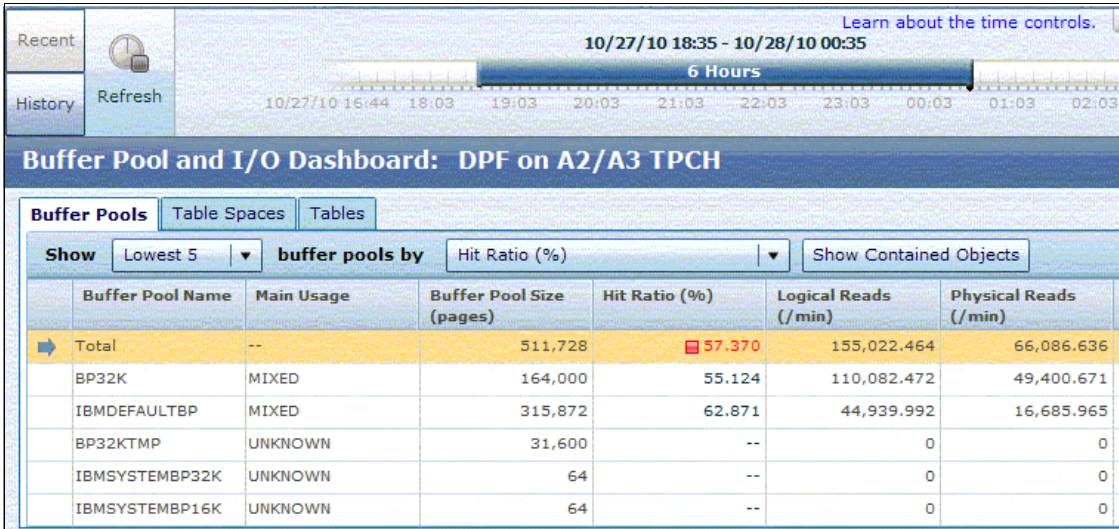 Learn about the time controls.
Recent
10/27/10 18:35 - 10/28/10 00:35
6 Hours
History
Refresh
10/27/10 16:44 18:03 19:03 20:03 21:03 22:03 23:03 00:03 01:03 02:03
Buffer Pool and I/O Dashboard: DPF on A2/A3 TPCH
Buffer Pools Table Spaces Tables
Show Lowest 5 buffer pools by Hit Ratio (%) Show Contained Objects
Buffer Pool Name Main Usage Buffer Pool Size (pages) Hit Ratio (%) Logical Reads (/min) Physical Reads (/min)
Total -- 511,728 57.370 155,022.464 66,086.636
BP32K MIXED 164,000 55.124 110,082.472 49,400.671
IBMDEFAULTBP MIXED 315,872 62.871 44,939.992 16,685.965
BP32KTMP UNKNOWN 31,600 -- 0 0
IBMSYSTEMBP32K UNKNOWN 64 -- 0 0
IBMSYSTEMBP16K UNKNOWN 64 -- 0 0